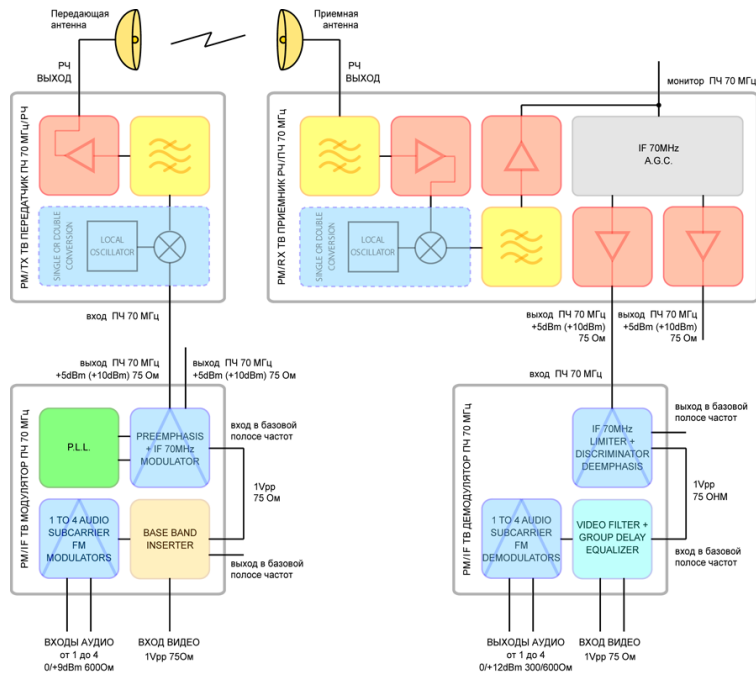 Передающая
антенна
Приемная
антенна
РЧ
ВЫХОД
РЧ
ВЫХОД
монитор ПЧ 70 МГц
PM/TX ТВ ПЕРЕДАТЧИК ПЧ 70 МГц/РЧ
SINGLE OR DOUBLE
CONVERSION
LOCAL
OSCILLATOR
PM/RX ТВ ПРИЕМНИК РЧ/ПЧ 70 МГц
SINGLE OR DOUBLE
CONVERSION
LOCAL
OSCILLATOR
IF 70MHz
A.G.C.
вход ПЧ 70 МГц
выход ПЧ 70 МГц
+5dBm (+10dBm)
75 Ом
выход ПЧ 70 МГц
+5dBm (+10dBm)
75 Ом
выход ПЧ 70 МГц
+5dBm (+10dBm) 75 Ом
выход ПЧ 70 МГц
+5dBm (+10dBm) 75 Ом
вход ПЧ 70 МГц
PM/IF ТВ МОДУЛЯТОР ПЧ 70 МГц
P.L.L.
PREEMPHASIS
+ IF 70MHz
MODULATOR
вход в базовой
полосе частот
1Vpp
75 Ом
1 TO 4 AUDIO
SUBCARRIER
FM
MODULATORS
BASE BAND
INSERTER
выход в базовой
полосе частот
ВХОДЫ АУДИО
от 1 до 4
0/+9dBm 600Ом
ВХОД ВИДЕО
1Vpp 75Ом
PM/IF ТВ ДЕМОДУЛЯТОР ПЧ 70 МГц
IF 70MHz
LIMITER +
DISCRIMINATOR
DEEMPHASIS
выход в базовой
полосе частот
1Vpp
75 OHM
1 TO 4 AUDIO
SUBCARRIER
FM
DEMODULATORS
VIDEO FILTER +
GROUP DELAY
EQUALIZER
вход в базовой
полосе частот
ВЫХОДЫ АУДИО
от 1 до 4
0/+12dBm 300/600Ом
ВХОД ВИДЕО
1Vpp 75 Ом